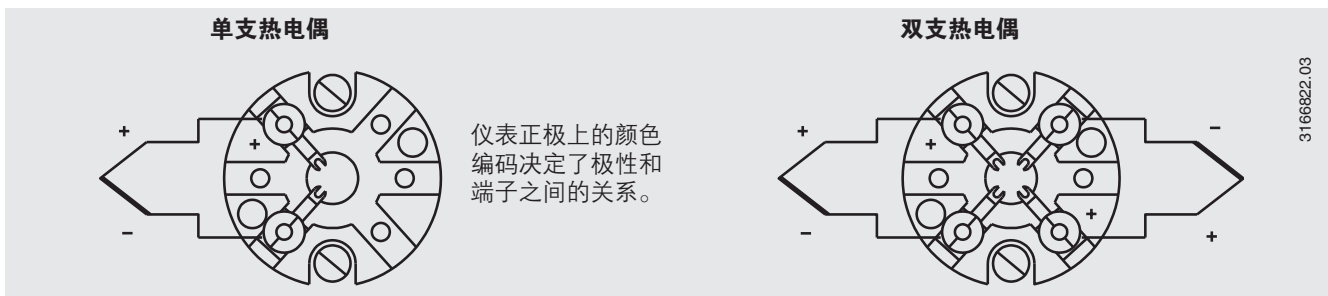 单支热电偶
双支热电偶
+
+
−
仪表正极上的颜色
编码决定了极性和
端子之间的关系。
+
+
−
−
+
+
3166822.03